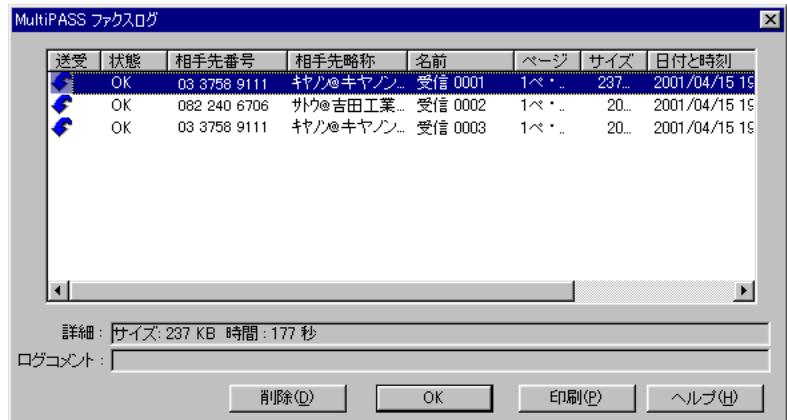 MultiPASS ファクスログ
送受 状態 相手先番号 相手先略称 名前 ページ サイズ 日付と時刻
OK 03 3758 9111 ｷﾔﾉﾝ@キヤノン... 受信 0001 1ペ・.. 237... 2001/04/15 19
OK 082 240 6706 ｻﾄｳ@吉田工業... 受信 0002 1ペ・.. 20... 2001/04/15 19
OK 03 3758 9111 ｷﾔﾉﾝ@キヤノン... 受信 0003 1ペ・.. 20... 2001/04/15 19
詳細： サイズ: 237 KB 時間 : 177 秒
ログコメント：
削除(D) OK 印刷(P) ヘルプ(H)